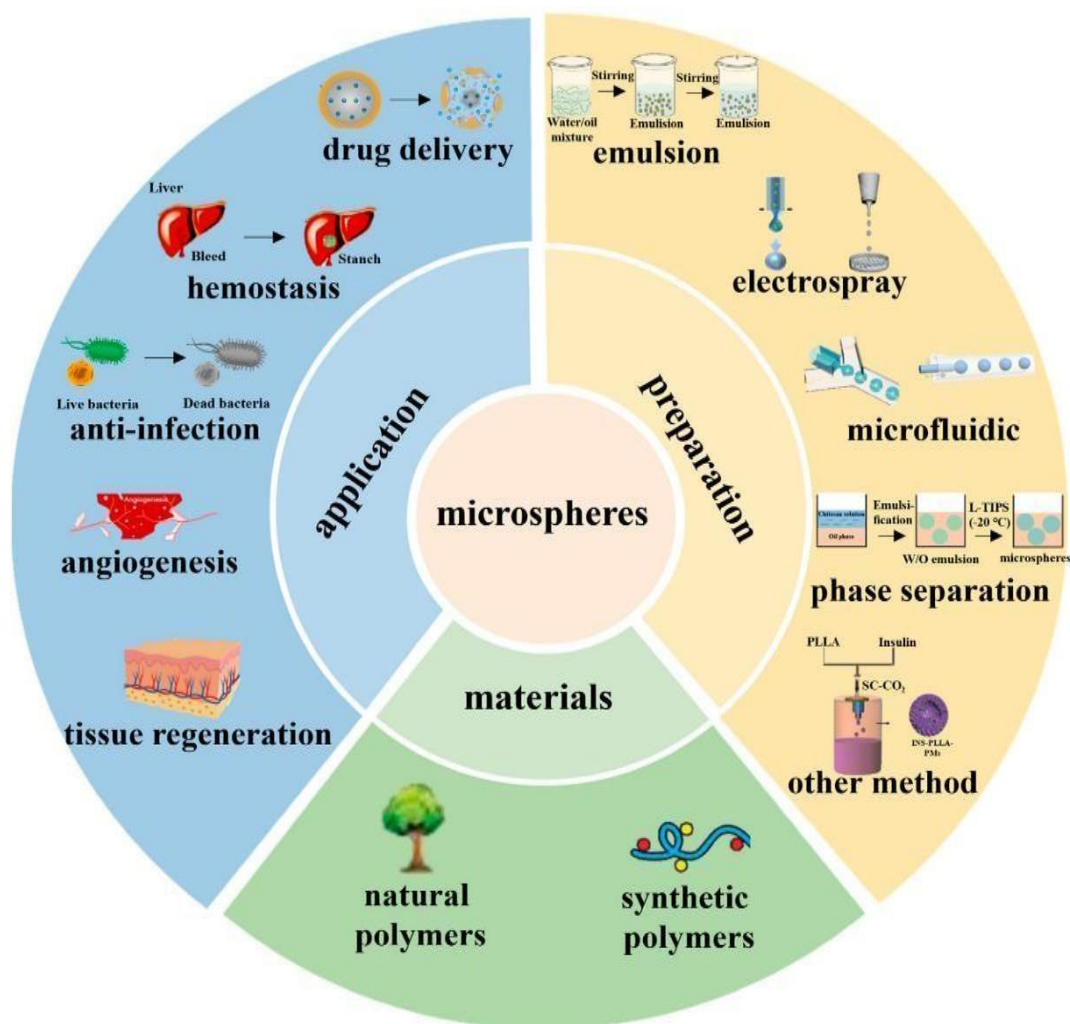 microspheres
application
drug delivery
Liver
Bleed
Stanch
hemostasis
Live bacteria
Dead bacteria
anti-infection
Angiogenesis
angiogenesis
tissue regeneration
preparation
Stirring
Stirring
Water/oil
mixture
Emulision
Emulision
emulsion
electrospray
microfluidic
Chitosan solution
Oil phase
Emulsi-
fication
W/O emulsion
L-TIPS
(-20 °C)
microspheres
phase separation
PLLA
Insulin
SC-CO₂
INS-PLLA-
PMs
other method
materials
natural
polymers
synthetic
polymers